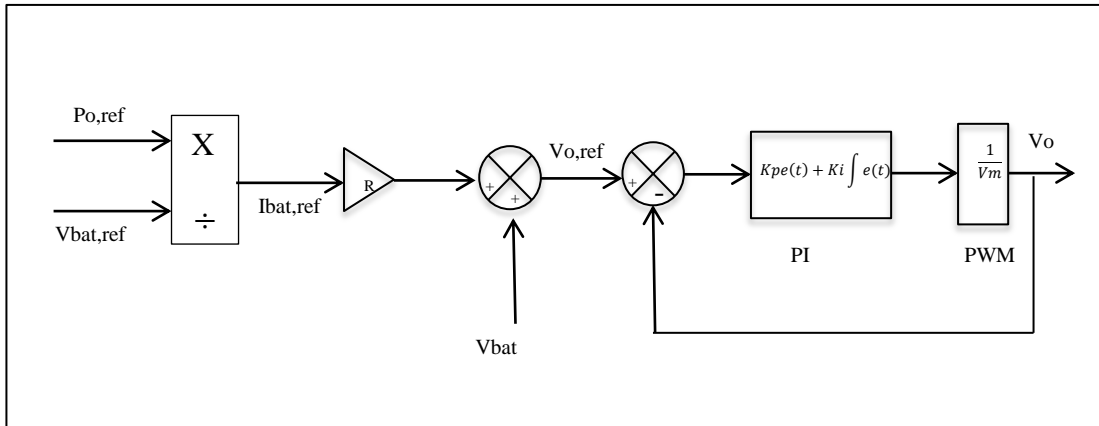 Po,ref
X
÷
Vbat,ref
Ibat,ref
R
+
+
Vbat
Vo,ref
+
-
Kpe(t) + Ki∫e(t)
PI
1
Vm
PWM
Vo